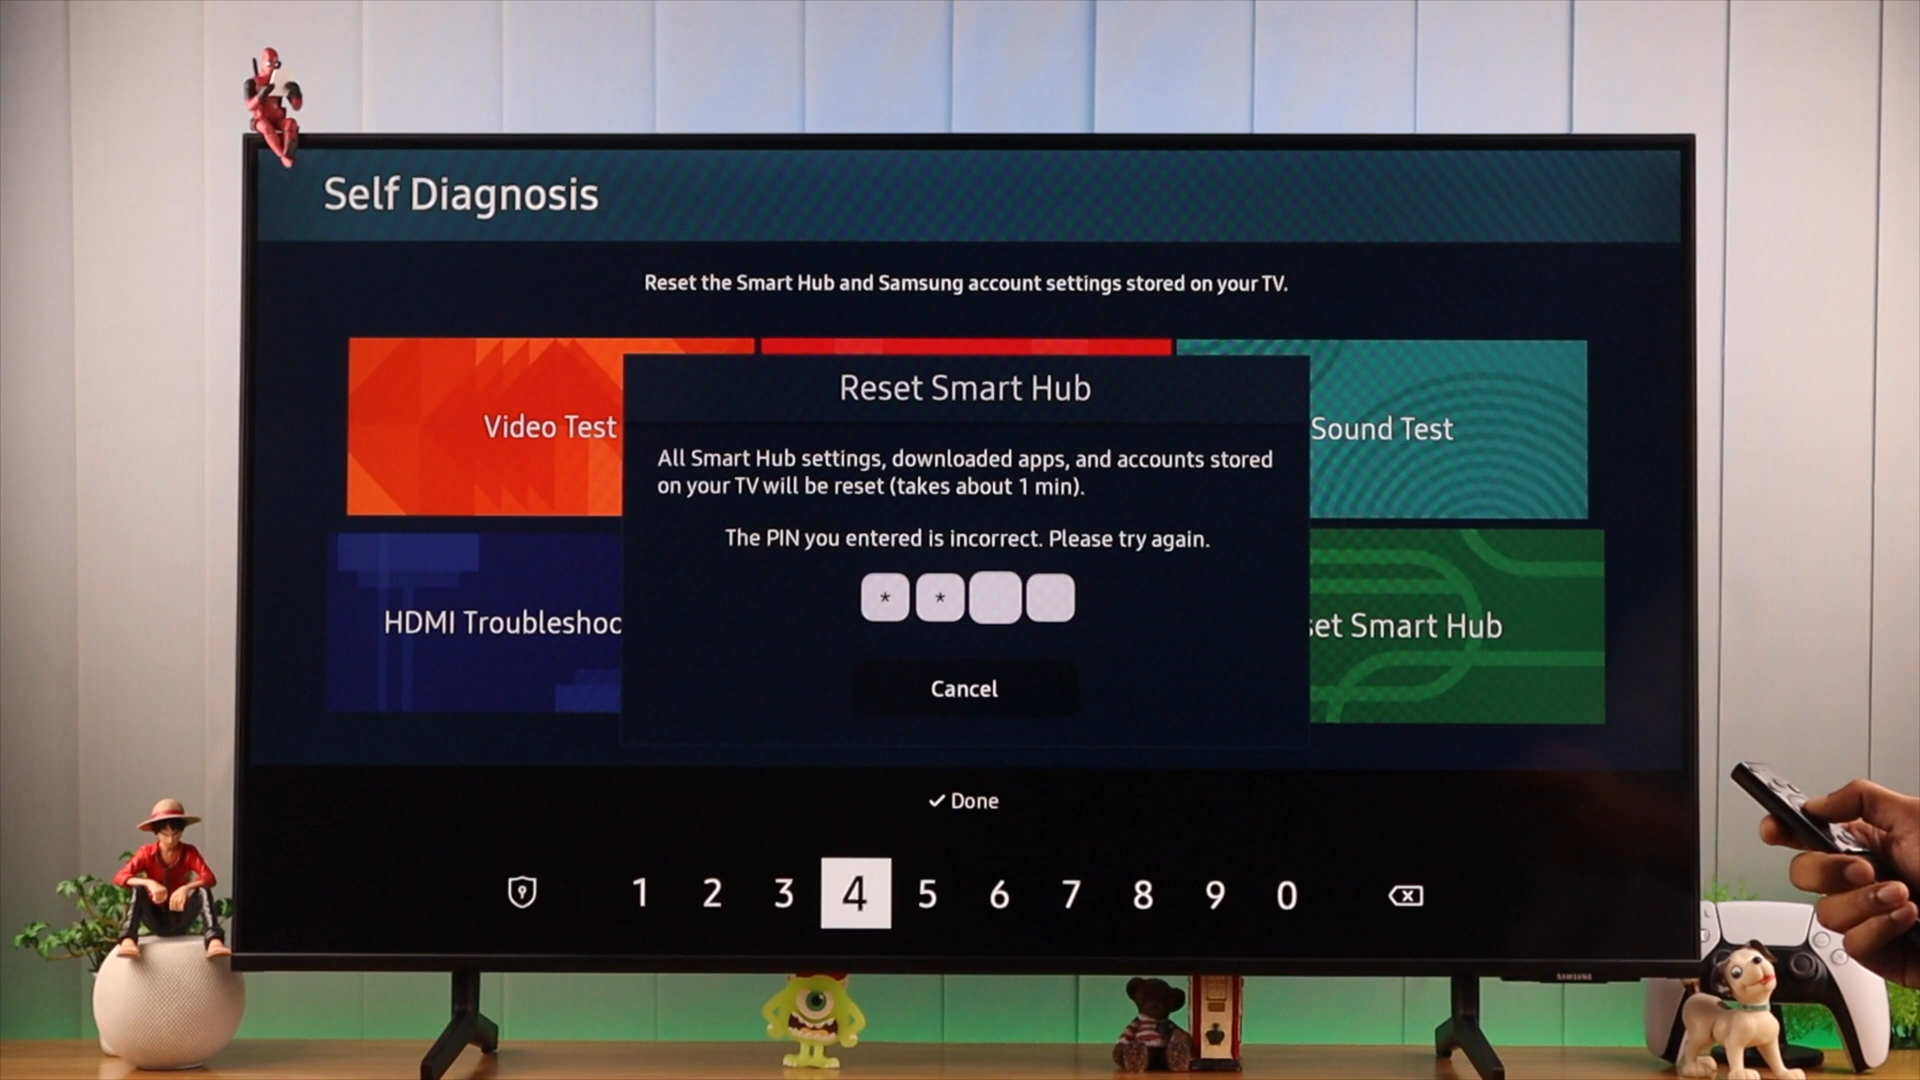 Self Diagnosis
Reset the Smart Hub and Samsung account settings stored on your TV.
Video Test
Sound Test
Reset Smart Hub
All Smart Hub settings, downloaded apps, and accounts stored
on your TV will be reset (takes about 1 min).
The PIN you entered is incorrect. Please try again.
* *
HDMI Troubleshoc
set Smart Hub
Cancel
✓ Done
1 2 3 4 5 6 7 8 9 0
SAMSUNG